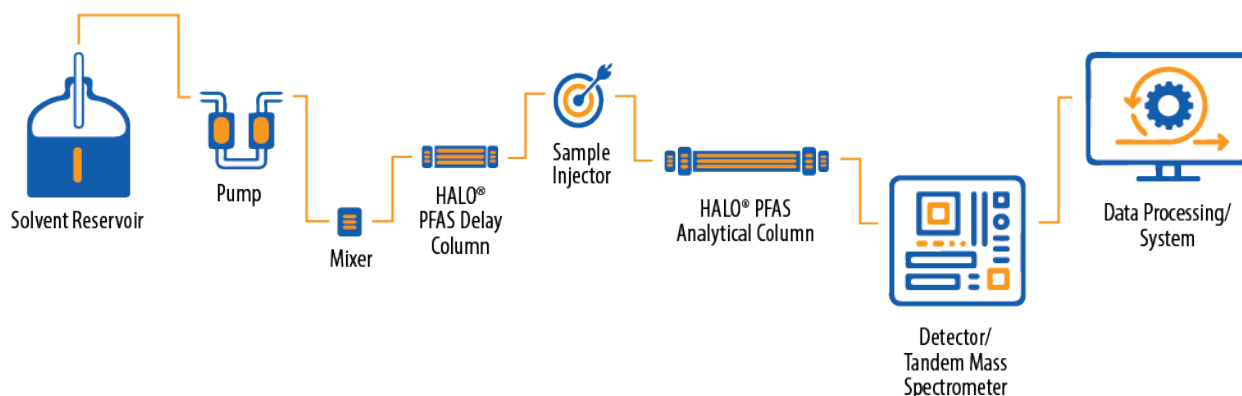 Solvent Reservoir
Pump
Mixer
HALO®
PFAS Delay
Column
Sample
Injector
HALO® PFAS
Analytical Column
Detector/
Tandem Mass
Spectrometer
Data Processing/
System